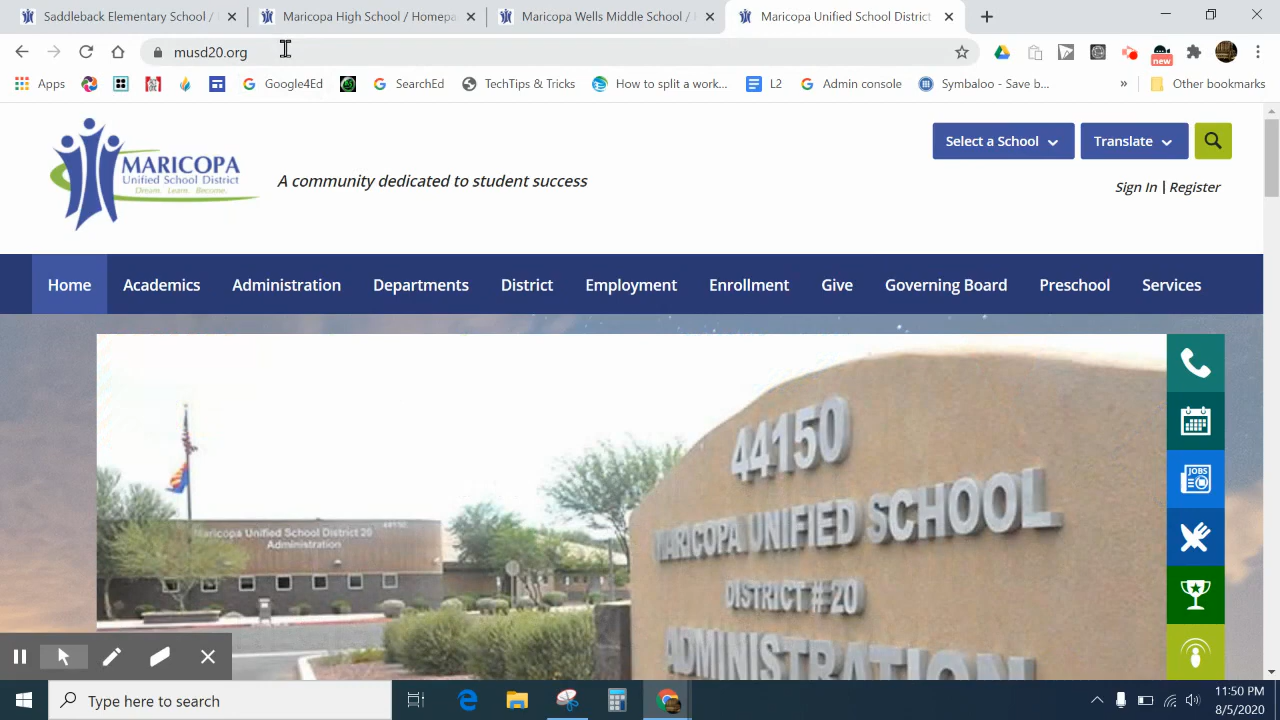 Saddleback Elementary School /
Maricopa High School / Homepa
Maricopa Wells Middle School /
Maricopa Unified School District
musd20.org
new
Apps
Google4Ed
SearchEd
TechTips & Tricks
How to split a work...
L2
Admin console
Symbaloo - Save b...
»
Other bookmarks
MARICOPA
Unified School District
Dream. Learn. Become.
A community dedicated to student success
Select a School
Translate
Sign In | Register
Home
Academics
Administration
Departments
District
Employment
Enrollment
Give
Governing Board
Preschool
Services
44150
MARICOPA UNIFIED SCHOOL
DISTRICT # 20
ADMINISTRATION
Maricopa Unified School District 20
44150
Administration
JOBS
Type here to search
11:50 PM
8/5/2020